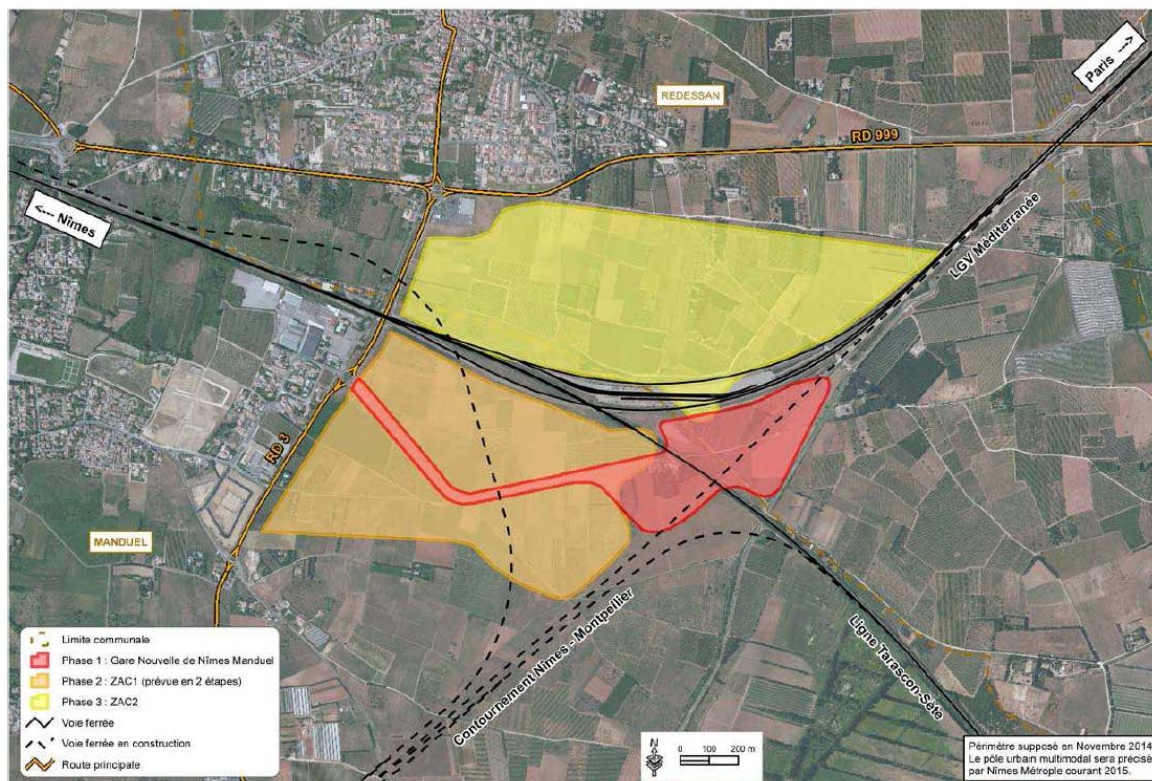 REDESSAN
Paris --->
RD 999
<--- Nîmes
LGV Méditerranée
RD 3
MANDUEL
Contournement Nîmes - Montpellier
Ligne Tarascon-Sète
Limite communale
Phase 1 : Gare Nouvelle de Nîmes Manduel
Phase 2 : ZAC1 (prévue en 2 étapes)
Phase 3 : ZAC2
Voie ferrée
Voie ferrée en construction
Route principale
N
0 100 200 m
Périmètre supposé en Novembre 2014
Le pôle urbain multimodal sera précisé
par Nîmes Métrople courant 2015.